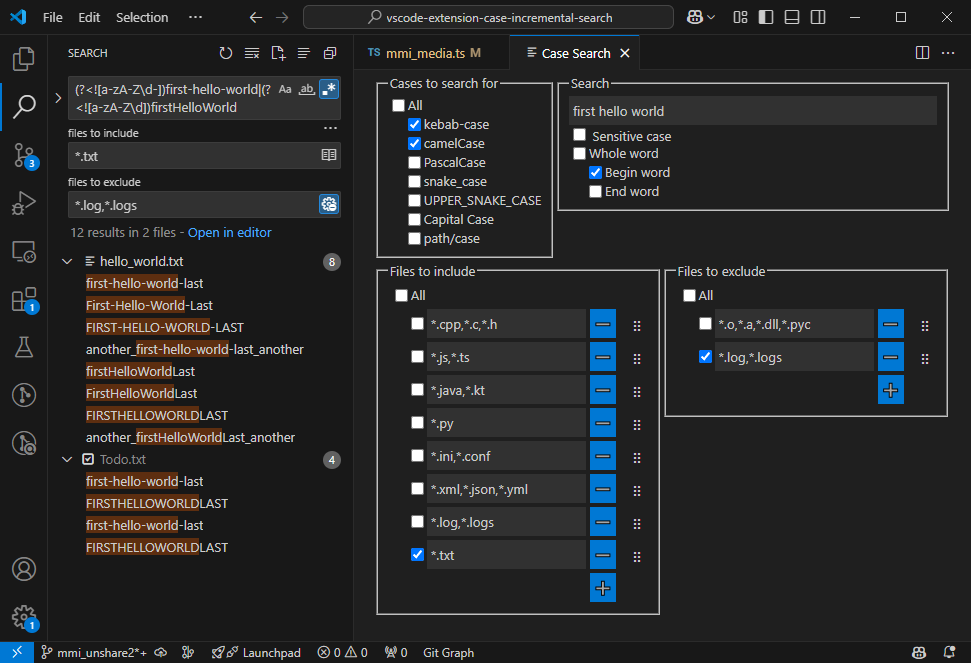 File Edit Selection ··· vscode-extension-case-incremental-search
SEARCH
(?<![a-zA-Z\d-])first-hello-world|(?
<![a-zA-Z\d])firstHelloWorld
Aa ab .*
files to include
*.txt
files to exclude
*.log,*.logs
12 results in 2 files - Open in editor
hello_world.txt 8
first-hello-world-last
First-Hello-World-Last
FIRST-HELLO-WORLD-LAST
another_first-hello-world-last_another
firstHelloWorldLast
FirstHelloWorldLast
FIRSTHELLOWORLDLAST
another_firstHelloWorldLast_another
Todo.txt 4
first-hello-world-last
FIRSTHELLOWORLDLAST
first-hello-world-last
FIRSTHELLOWORLDLAST
3
1
1
TS mmi_media.ts M
Case Search
Cases to search for
All
kebab-case
camelCase
PascalCase
snake_case
UPPER_SNAKE_CASE
Capital Case
path/case
Search
first hello world
Sensitive case
Whole word
Begin word
End word
Files to include
All
*.cpp,*.c,*.h
*.js,*.ts
*.java,*.kt
*.py
*.ini,*.conf
*.xml,*.json,*.yml
*.log,*.logs
*.txt
Files to exclude
All
*.o,*.a,*.dll,*.pyc
*.log,*.logs
mmi_unshare2*+ Launchpad 0 0 0 Git Graph